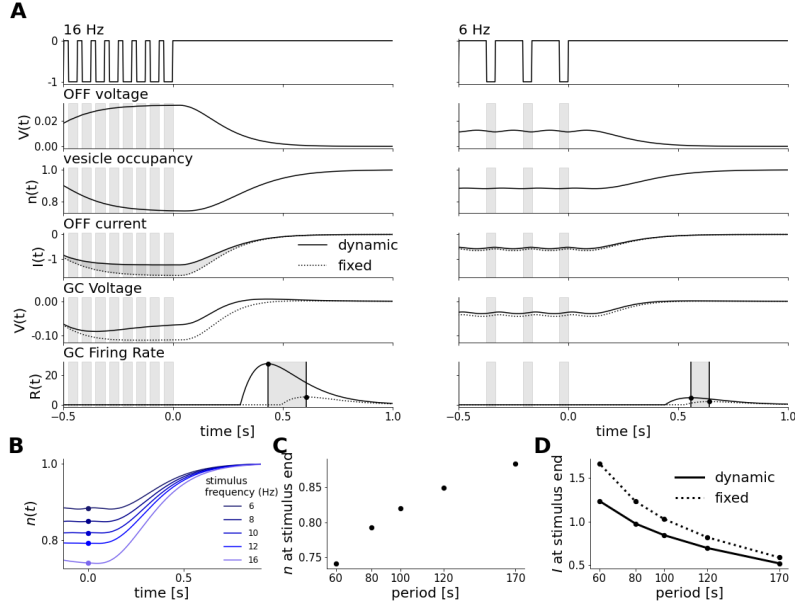 A
16 Hz
6 Hz
0
-1
OFF voltage
V(t)
0.02
0.00
vesicle occupancy
n(t)
1.0
0.8
OFF current
I(t)
0
-1
dynamic
fixed
GC Voltage
V(t)
0.00
-0.10
GC Firing Rate
R(t)
20
0
-0.5 0.0 0.5 1.0
time [s]
-0.5 0.0 0.5 1.0
time [s]
B
n(t)
1.0
0.8
stimulus
frequency (Hz)
6
8
10
12
16
0.0 0.5
time [s]
C
n at stimulus end
0.85
0.80
0.75
60 80 100 120 170
period [s]
D
I at stimulus end
1.5
1.0
0.5
dynamic
fixed
60 80 100 120 170
period [s]